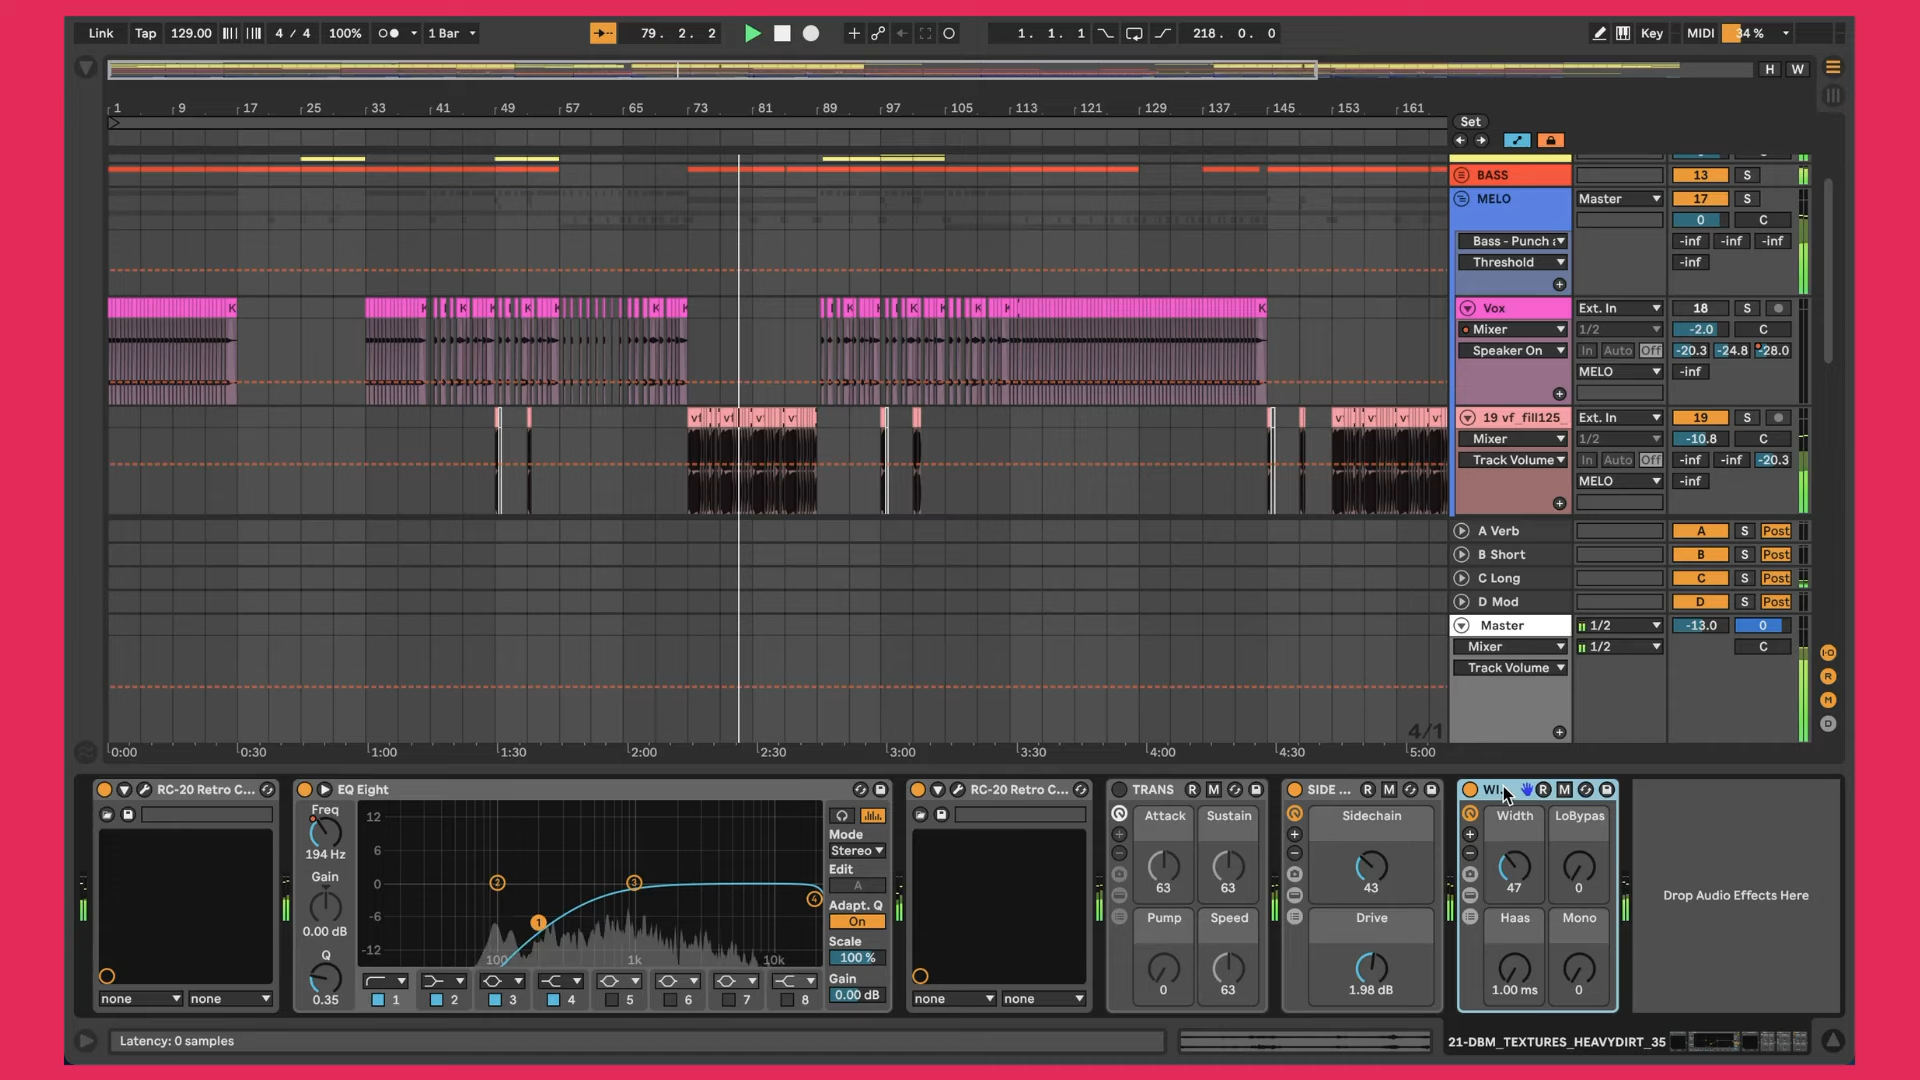 Link Tap 129.00 4 / 4 100% 1 Bar 79. 2. 2 1. 1. 1 218. 0. 0 Key MIDI 34 %
H W
1 9 17 25 33 41 49 57 65 73 81 89 97 105 113 121 129 137 145 153 161
Set
BASS 13 S
MELO Master 17 S
0 C
Bass - Punch -inf -inf -inf
Threshold -inf
Vox Ext. In 18 S
Mixer 1/2 -2.0 C
Speaker On In Auto Off -20.3 -24.8 -28.0
MELO -inf
19 vf_fill125_ Ext. In 19 S
Mixer 1/2 -10.8 C
Track Volume In Auto Off -inf -inf -20.3
MELO -inf
A Verb A S Post
B Short B S Post
C Long C S Post
D Mod D S Post
Master 1/2 -13.0 0
Mixer 1/2 C
Track Volume
4/1
0:00 0:30 1:00 1:30 2:00 2:30 3:00 3:30 4:00 4:30 5:00
RC-20 Retro C...
none none
EQ Eight
Freq
194 Hz
Gain
0.00 dB
Q
0.35
12
6
0
-6
-12
100 1k 10k
1 2 3 4
1 2 3 4 5 6 7 8
Mode
Stereo
Edit
A
Adapt. Q
On
Scale
100 %
Gain
0.00 dB
RC-20 Retro C...
none none
TRANS R M
Attack Sustain
63 63
Pump Speed
0 63
SIDE ... R M
Sidechain
43
Drive
1.98 dB
WI... R M
Width LoBypas
47 0
Haas Mono
1.00 ms 0
Drop Audio Effects Here
Latency: 0 samples
21-DBM_TEXTURES_HEAVYDIRT_35